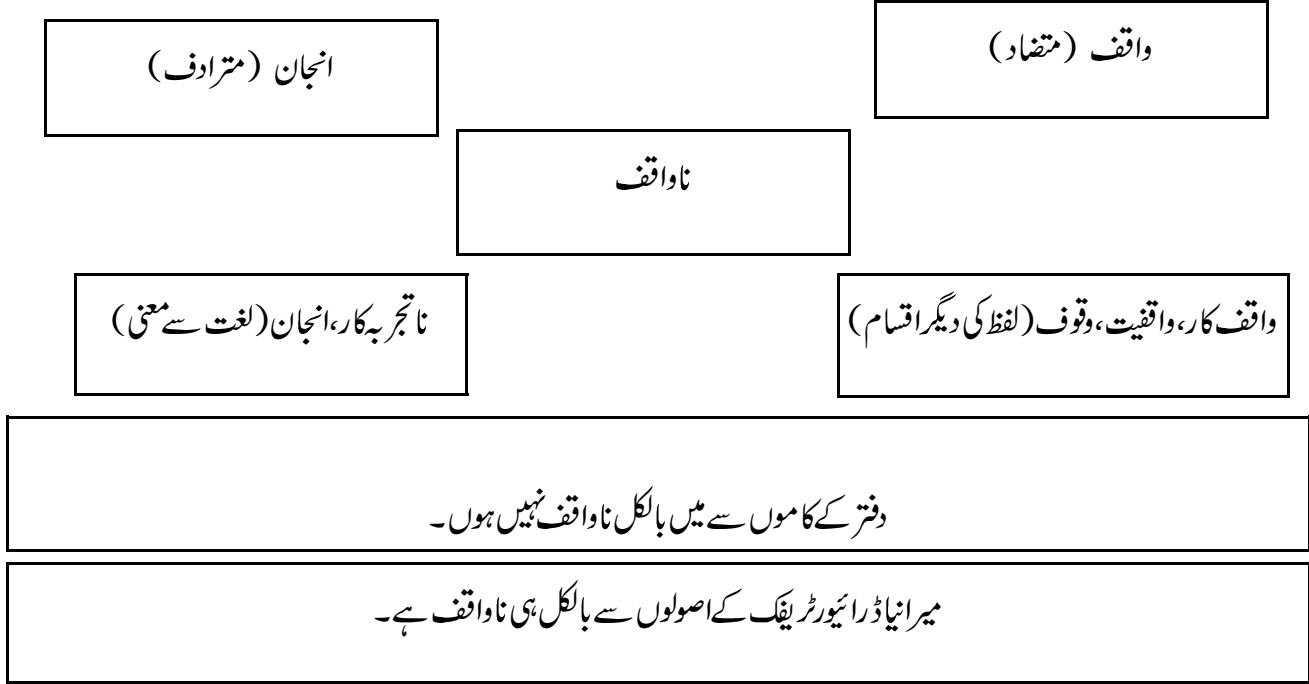 واقف (متضاد)
انجان (مترادف)
ناواقف
واقف کار، واقفیت، وقوف (لفظ کی دیگر اقسام)
ناتجربہ کار، انجان (لغت سے معنی)
دفتر کے کاموں سے میں بالکل ناواقف نہیں ہوں۔
میرا نیا ڈرائیور ٹریفک کے اصولوں سے بالکل ہی ناواقف ہے۔